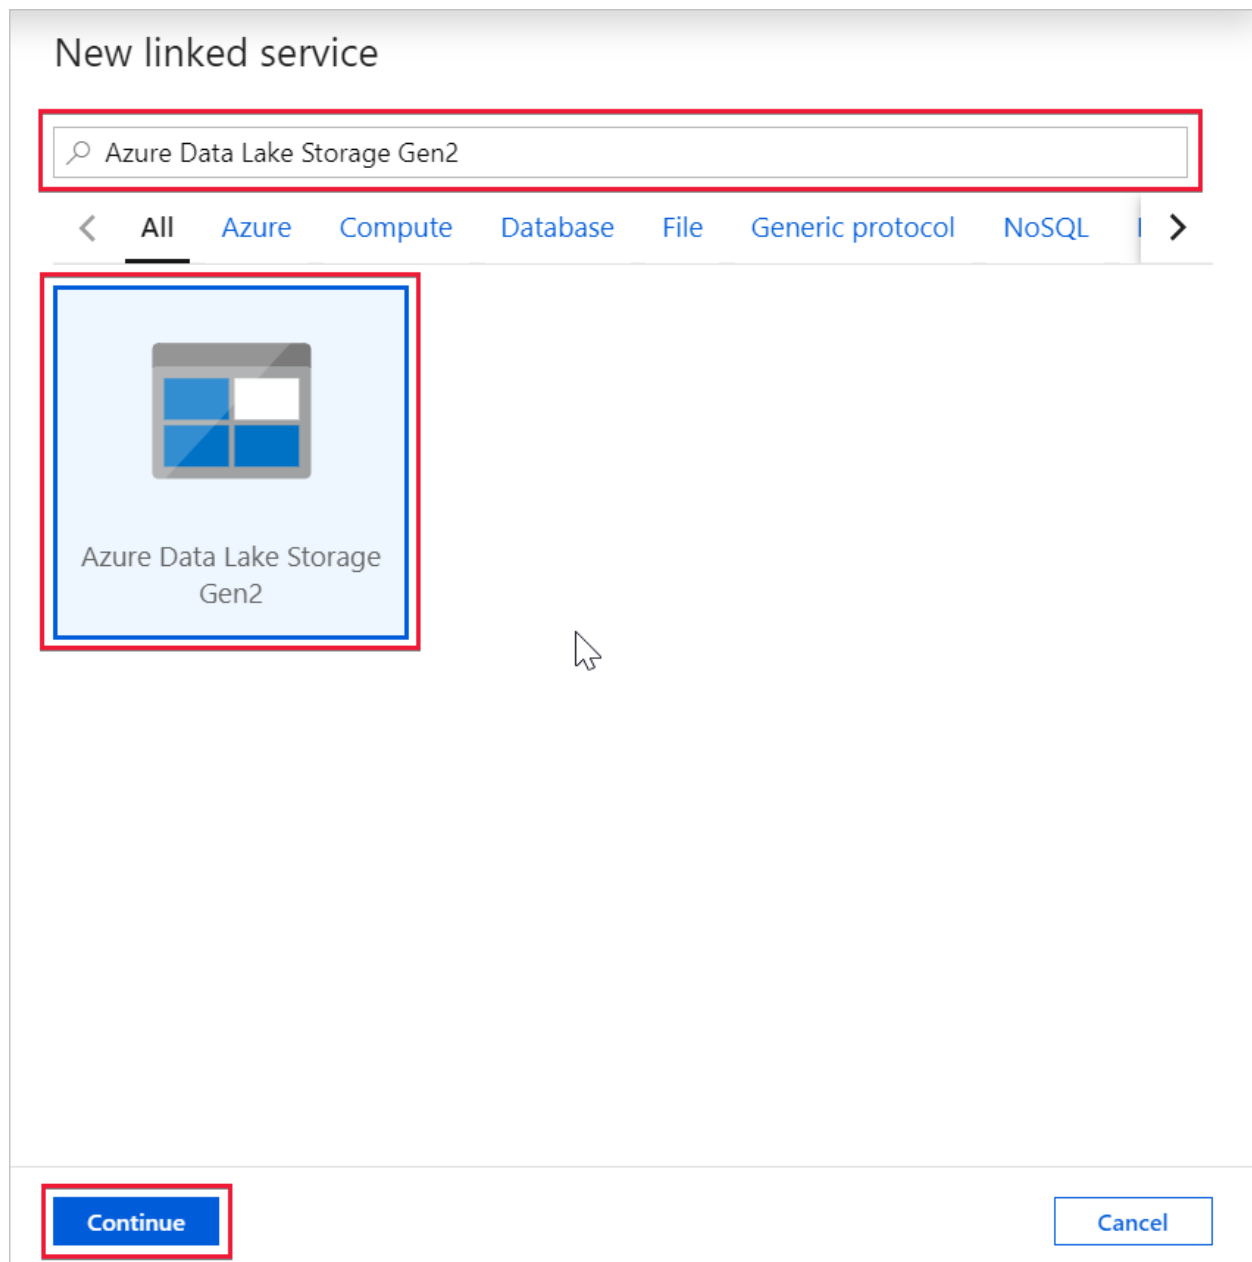 New linked service
Azure Data Lake Storage Gen2
All Azure Compute Database File Generic protocol NoSQL
Azure Data Lake Storage
Gen2
Continue Cancel